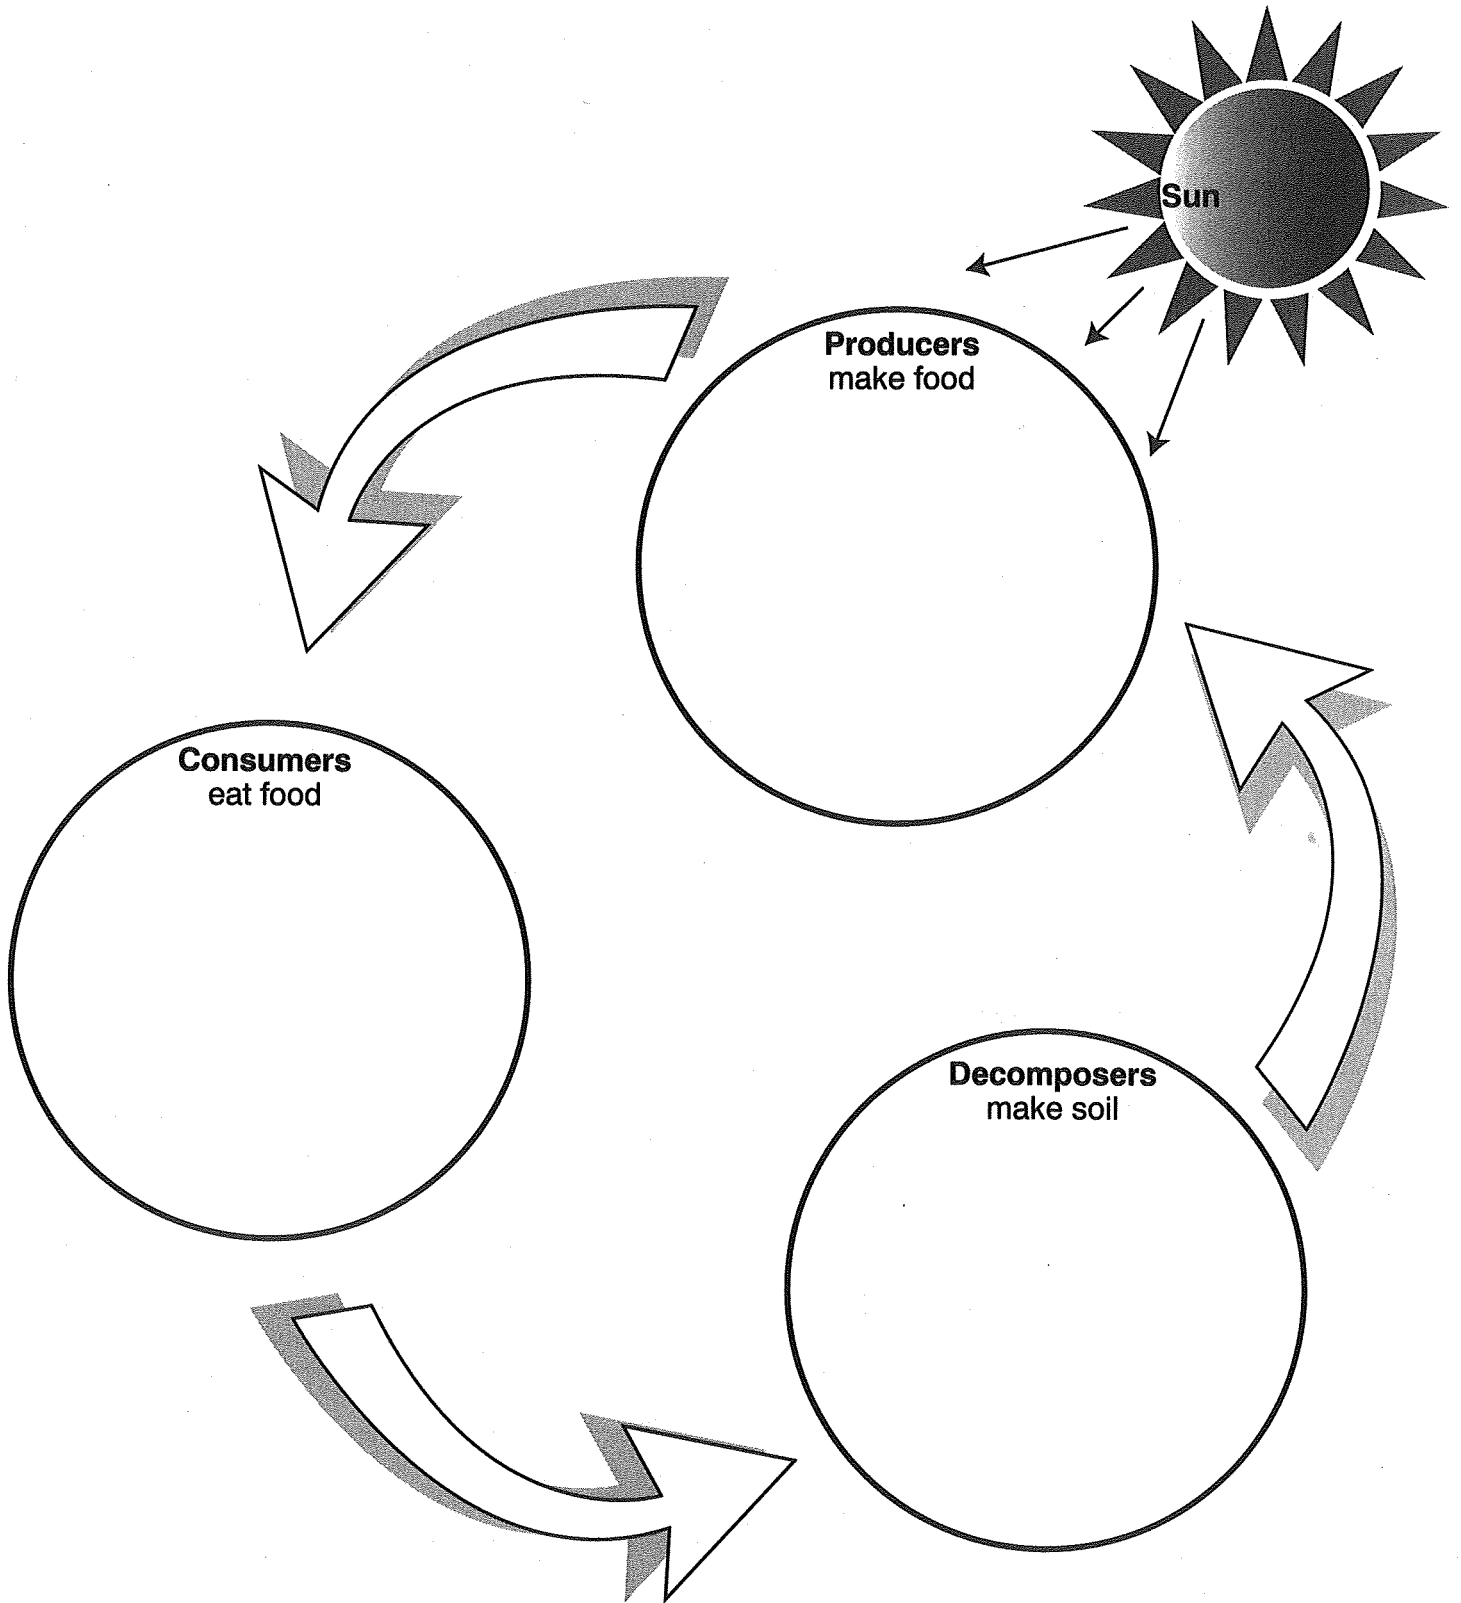 Sun
Producers
make food
Consumers
eat food
Decomposers
make soil